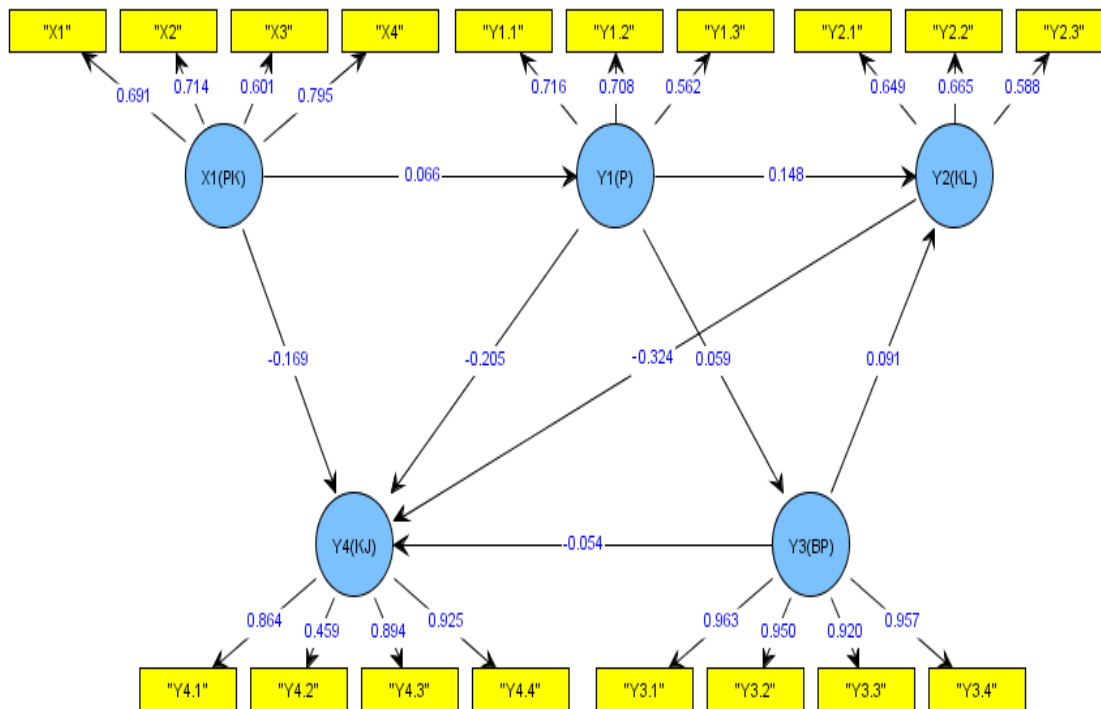 "X1" "X2" "X3" "X4" "Y1.1" "Y1.2" "Y1.3" "Y2.1" "Y2.2" "Y2.3"
0.691 0.714 0.601 0.795 0.716 0.708 0.562 0.649 0.665 0.588
X1(PK) 0.066 Y1(P) 0.148 Y2(KL)
-0.169 -0.205 -0.324 0.059 0.091
Y4(KJ) -0.054 Y3(BP)
0.864 0.459 0.894 0.925 0.963 0.950 0.920 0.957
"Y4.1" "Y4.2" "Y4.3" "Y4.4" "Y3.1" "Y3.2" "Y3.3" "Y3.4"